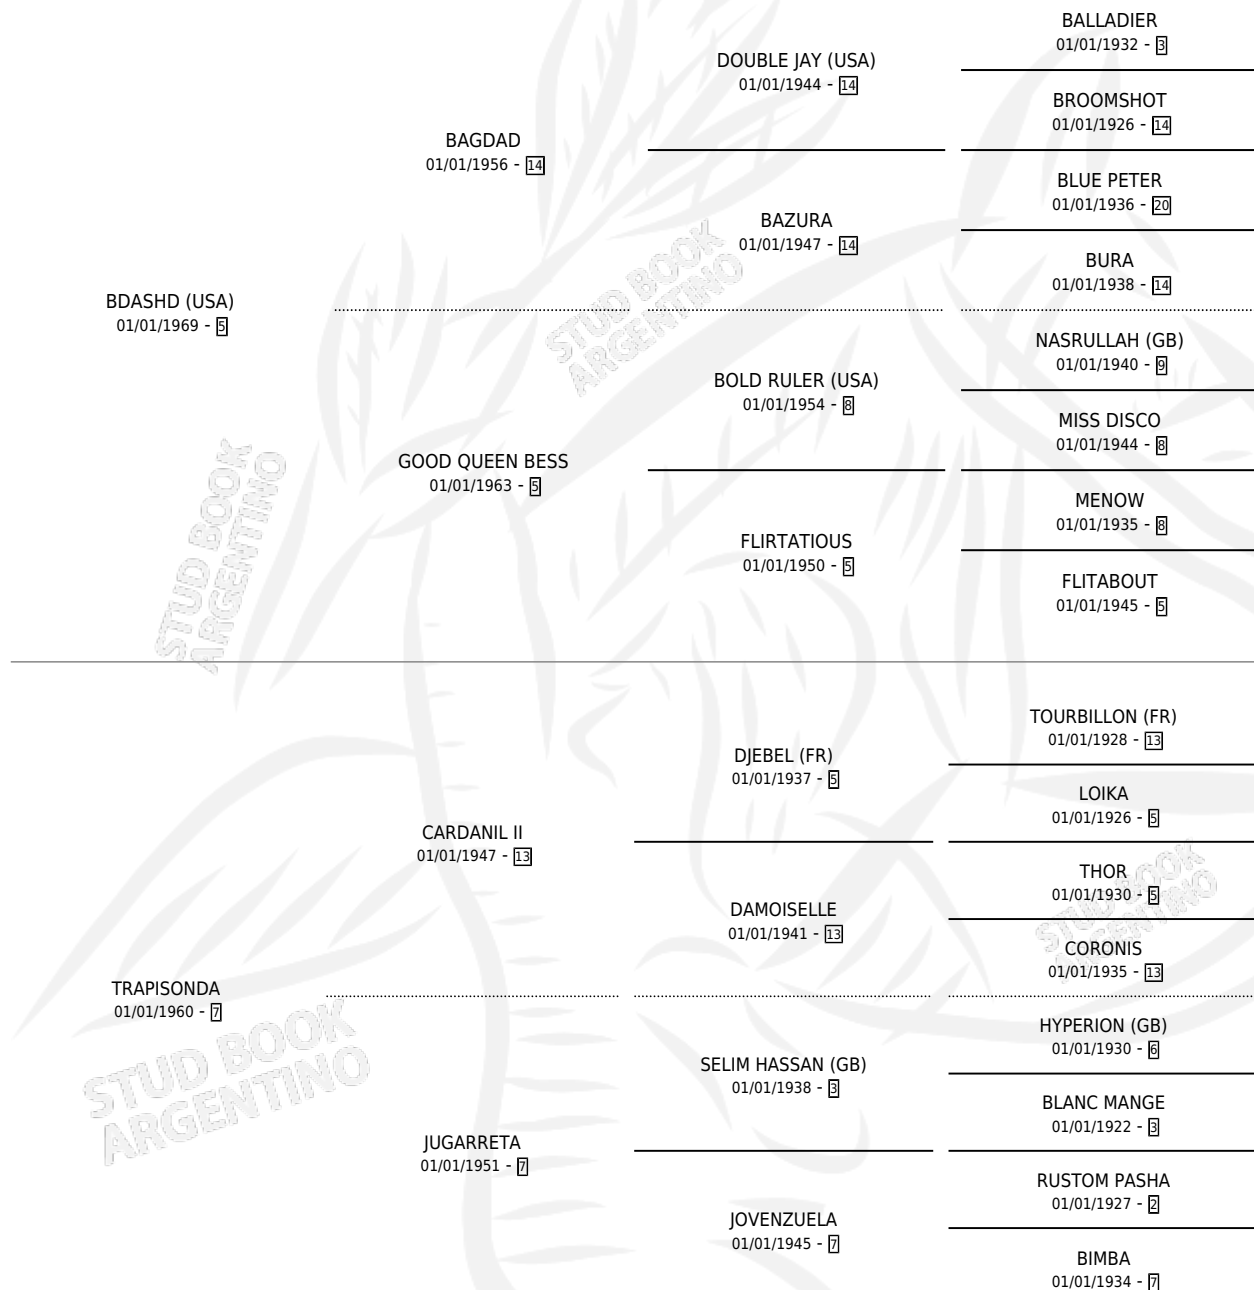 BALLADIER
01/01/1932 - 3
DOUBLE JAY (USA)
01/01/1944 - 14
BROOMSHOT
01/01/1926 - 14
BAGDAD
01/01/1956 - 14
BLUE PETER
01/01/1936 - 20
BAZURA
01/01/1947 - 14
BURA
01/01/1938 - 14
BDASHD (USA)
01/01/1969 - 5
NASRULLAH (GB)
01/01/1940 - 9
BOLD RULER (USA)
01/01/1954 - 8
MISS DISCO
01/01/1944 - 8
GOOD QUEEN BESS
01/01/1963 - 5
MENOW
01/01/1935 - 8
FLIRTATIOUS
01/01/1950 - 5
FLITABOUT
01/01/1945 - 5
TOURBILLON (FR)
01/01/1928 - 13
DJEBEL (FR)
01/01/1937 - 5
LOIKA
01/01/1926 - 5
CARDANIL II
01/01/1947 - 13
THOR
01/01/1930 - 5
DAMOISELLE
01/01/1941 - 13
CORONIS
01/01/1935 - 13
TRAPISONDA
01/01/1960 - 7
HYPERION (GB)
01/01/1930 - 6
SELIM HASSAN (GB)
01/01/1938 - 3
BLANC MANGE
01/01/1922 - 3
JUGARRETA
01/01/1951 - 7
RUSTOM PASHA
01/01/1927 - 2
JOVENZUELA
01/01/1945 - 7
BIMBA
01/01/1934 - 7
STUD BOOK
ARGENTINO
STUD BOOK
ARGENTINO
STUD BOOK
ARGENTINO
STUD BOOK
ARGENTINO